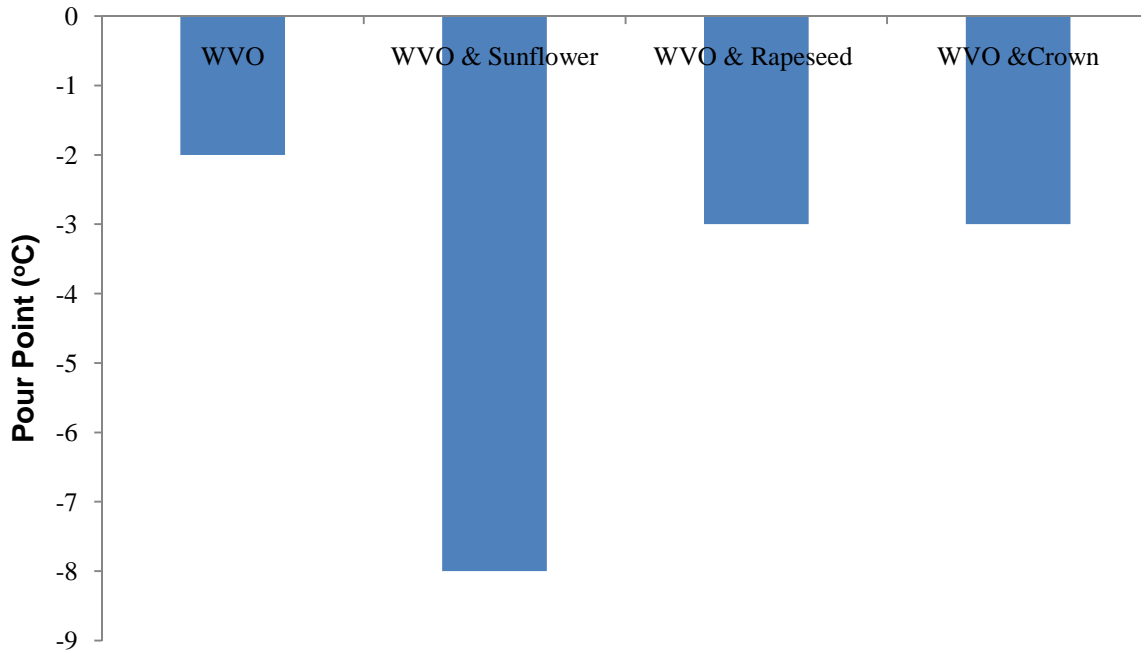 0
WVO
WVO & Sunflower
WVO & Rapeseed
WVO &Crown
-1
-2
-3
-4
-5
-6
-7
-8
-9
Pour Point (ºC)